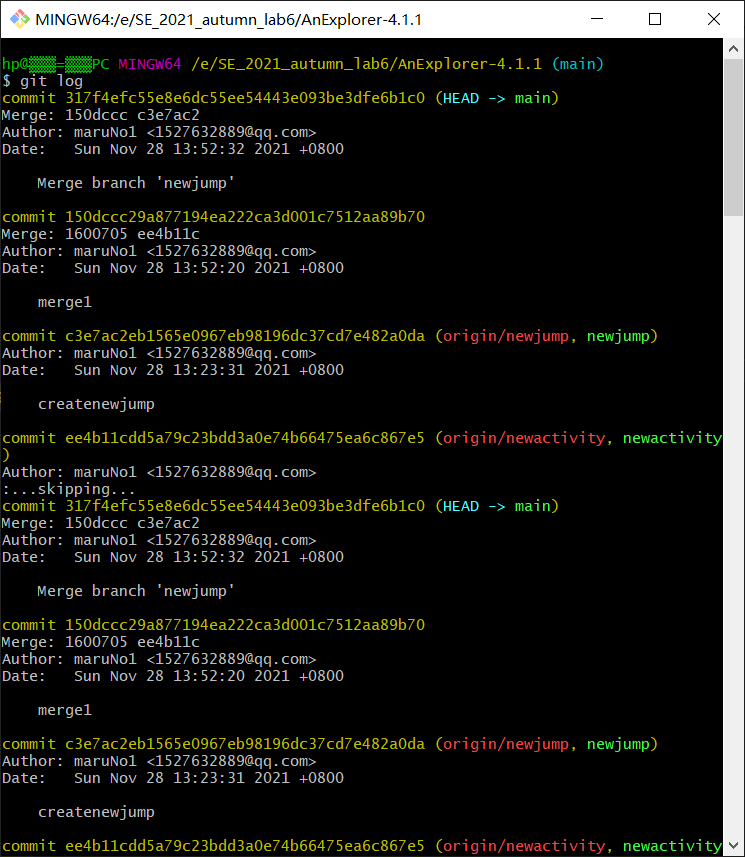 MINGW64:/e/SE_2021_autumn_lab6/AnExplorer-4.1.1
hp@▒▒▒=▒▒▒PC MINGW64 /e/SE_2021_autumn_lab6/AnExplorer-4.1.1 (main)
$ git log
commit 317f4efc55e8e6dc55ee54443e093be3dfe6b1c0 (HEAD -> main)
Merge: 150dccc c3e7ac2
Author: maruNo1 <1527632889@qq.com>
Date:   Sun Nov 28 13:52:32 2021 +0800
    Merge branch 'newjump'
commit 150dccc29a877194ea222ca3d001c7512aa89b70
Merge: 1600705 ee4b11c
Author: maruNo1 <1527632889@qq.com>
Date:   Sun Nov 28 13:52:20 2021 +0800
    merge1
commit c3e7ac2eb1565e0967eb98196dc37cd7e482a0da (origin/newjump, newjump)
Author: maruNo1 <1527632889@qq.com>
Date:   Sun Nov 28 13:23:31 2021 +0800
    createnewjump
commit ee4b11cdd5a79c23bdd3a0e74b66475ea6c867e5 (origin/newactivity, newactivity
)
Author: maruNo1 <1527632889@qq.com>
:...skipping...
commit 317f4efc55e8e6dc55ee54443e093be3dfe6b1c0 (HEAD -> main)
Merge: 150dccc c3e7ac2
Author: maruNo1 <1527632889@qq.com>
Date:   Sun Nov 28 13:52:32 2021 +0800
    Merge branch 'newjump'
commit 150dccc29a877194ea222ca3d001c7512aa89b70
Merge: 1600705 ee4b11c
Author: maruNo1 <1527632889@qq.com>
Date:   Sun Nov 28 13:52:20 2021 +0800
    merge1
commit c3e7ac2eb1565e0967eb98196dc37cd7e482a0da (origin/newjump, newjump)
Author: maruNo1 <1527632889@qq.com>
Date:   Sun Nov 28 13:23:31 2021 +0800
    createnewjump
commit ee4b11cdd5a79c23bdd3a0e74b66475ea6c867e5 (origin/newactivity, newactivity